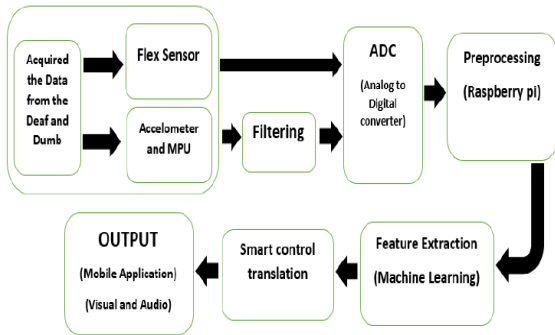 Acquired
the Data
from the
Deaf and
Dumb
Flex Sensor
Accelometer
and MPU
Filtering
ADC
(Analog to
Digital
converter)
Preprocessing
(Raspberry pi)
OUTPUT
(Mobile Application)
(Visual and Audio)
Smart control
translation
Feature Extraction
(Machine Learning)